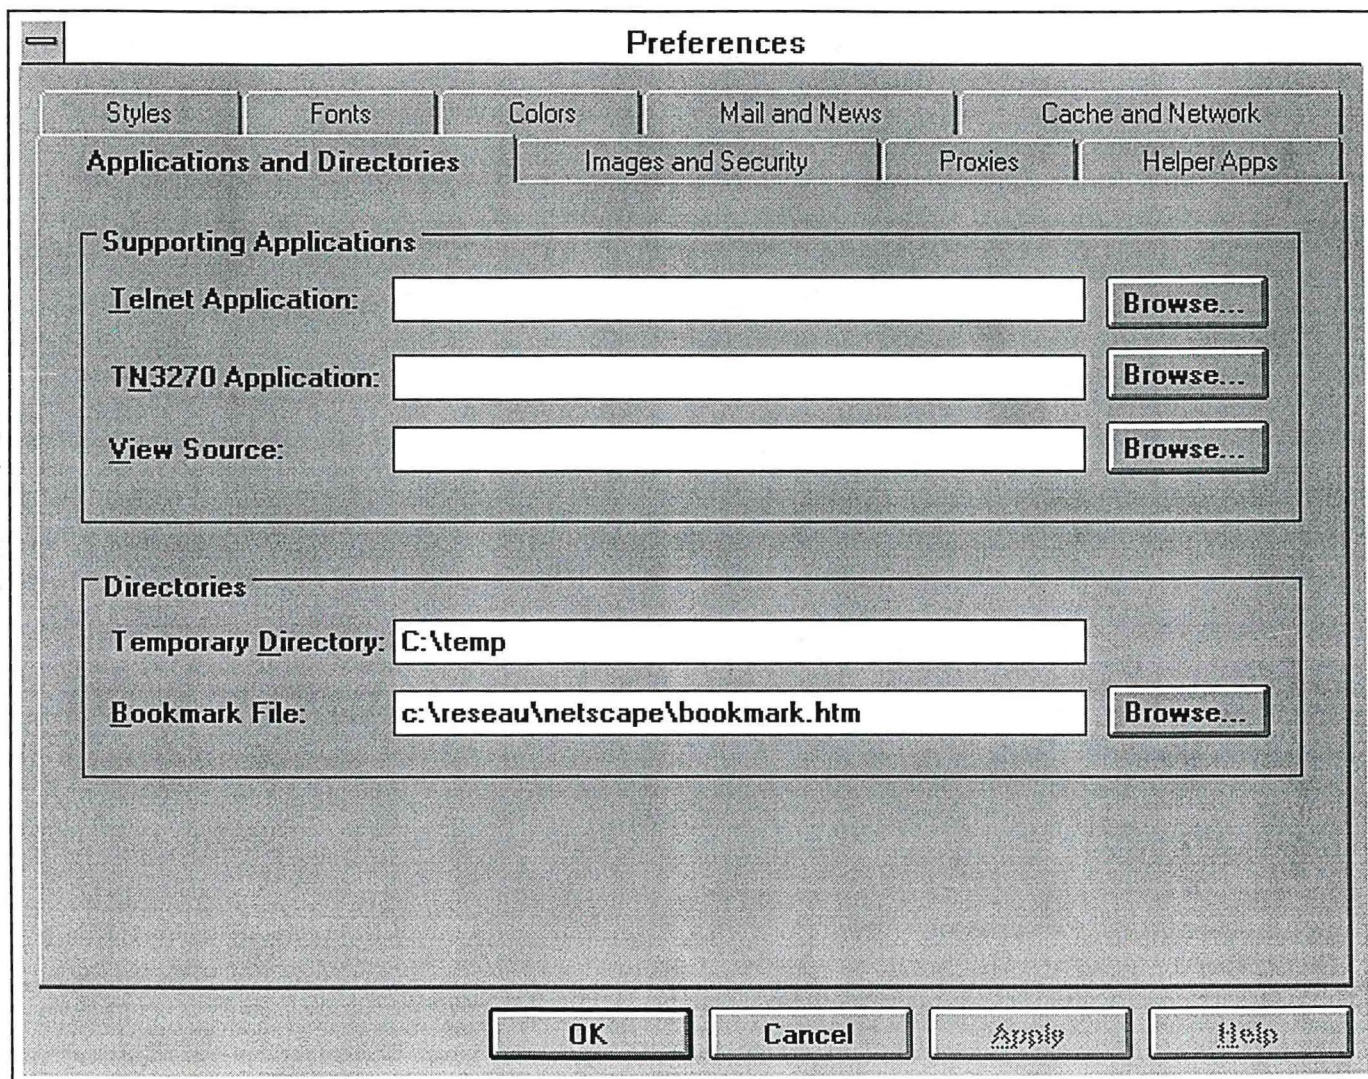 Preferences
Styles Fonts Colors Mail and News Cache and Network
Applications and Directories Images and Security Proxies Helper Apps
Supporting Applications
Telnet Application: Browse...
TN3270 Application: Browse...
View Source: Browse...
Directories
Temporary Directory: C:\temp
Bookmark File: c:\reseau\netscape\bookmark.htm Browse...
OK Cancel Apply Help